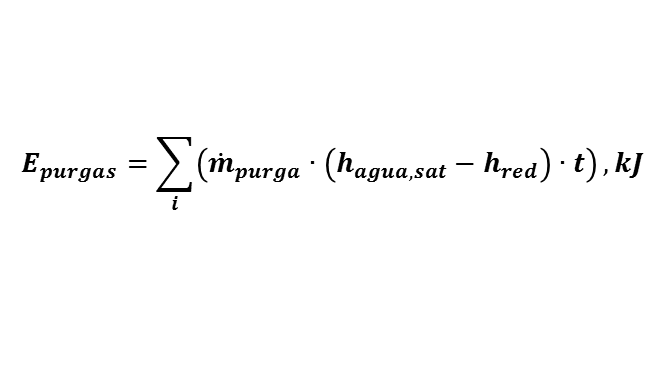 E_purgas = ∑_i (ṁ_purga · (h_agua,sat − h_red) · t) , kJ